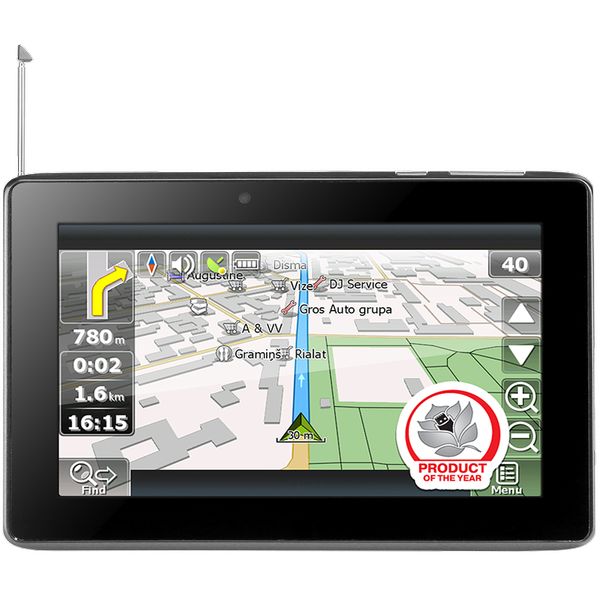 Disma
40
Augustine
Vize
DJ Service
Gros Auto grupa
780 m
A & VV
0:02
Gramiņš
Rialat
1.6 km
16:15
30 m
PRODUCT
OF THE YEAR
Find
Menu